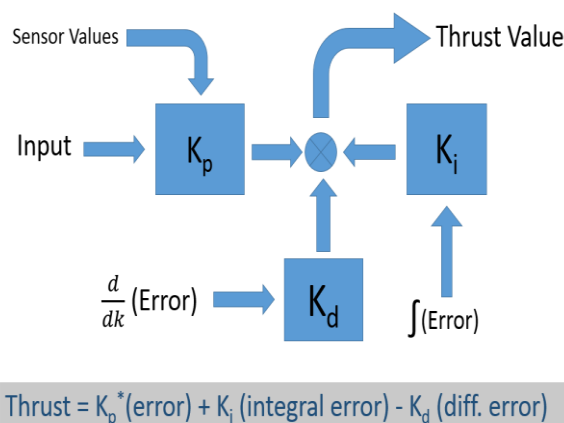 Sensor Values
Thrust Value
Input
Kp
Ki
d/dk (Error)
Kd
∫(Error)
Thrust = Kp*(error) + Ki (integral error) - Kd (diff. error)